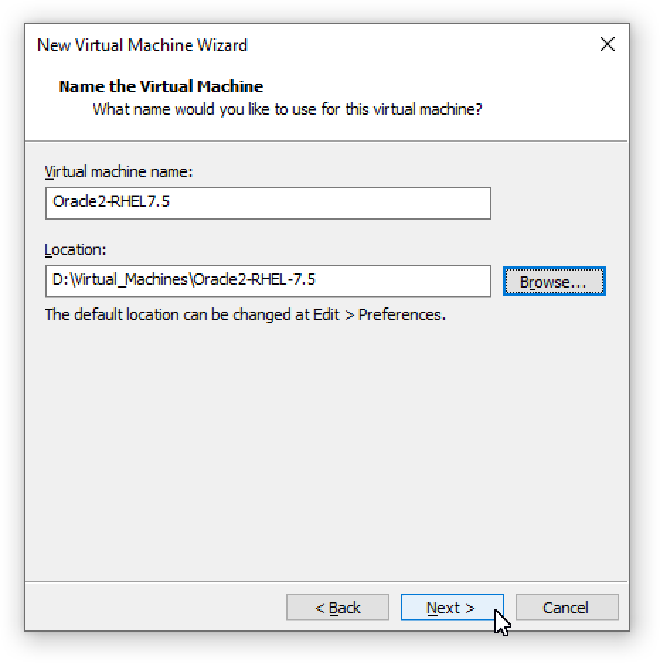 New Virtual Machine Wizard
Name the Virtual Machine
What name would you like to use for this virtual machine?
Virtual machine name:
Oracle2-RHEL7.5
Location:
D:\Virtual_Machines\Oracle2-RHEL-7.5
Browse...
The default location can be changed at Edit > Preferences.
< Back Next > Cancel